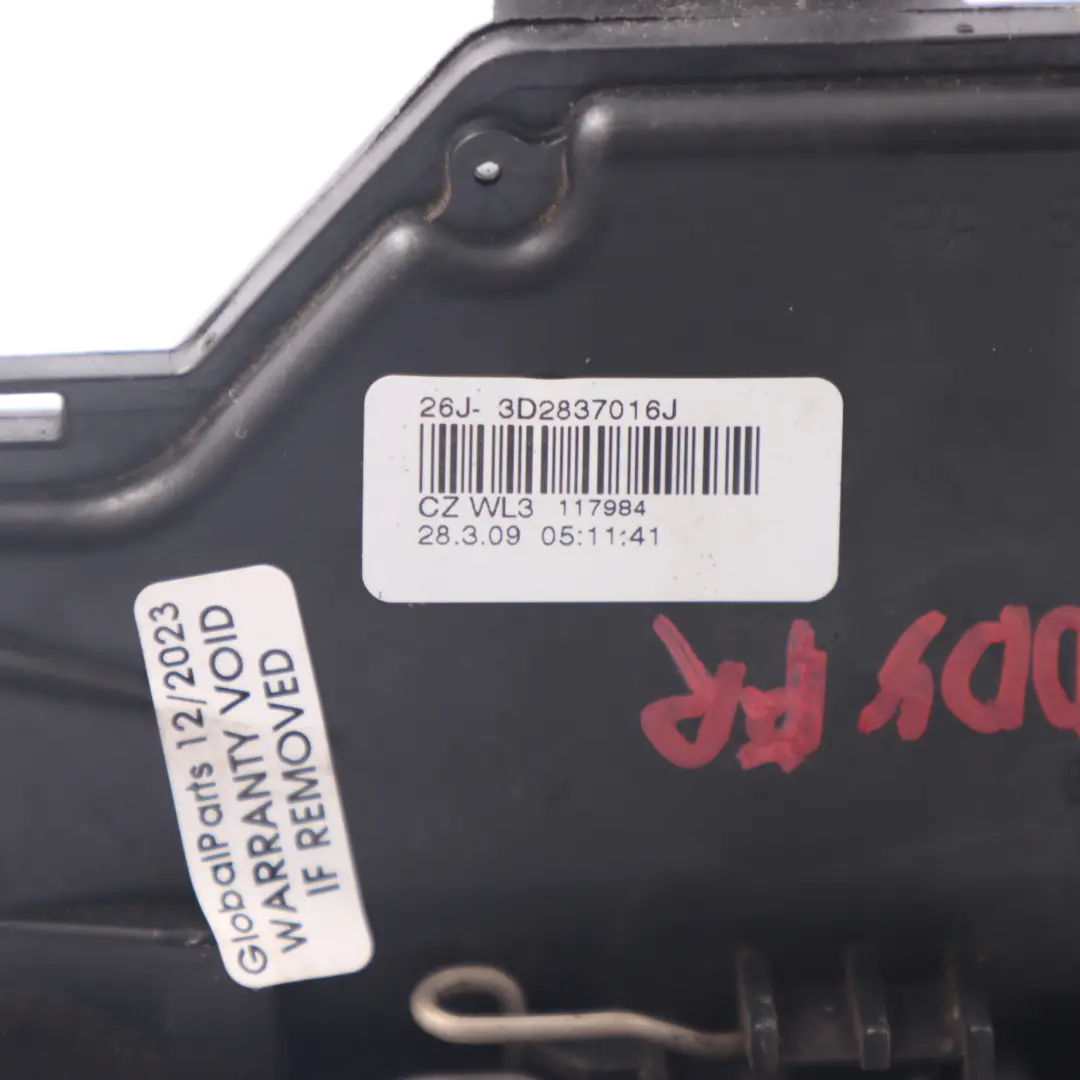 26J- 3D2837016J
CZ WL3 117984
28.3.09 05:11:41
GlobalParts 12/2023
WARRANTY VOID
IF REMOVED